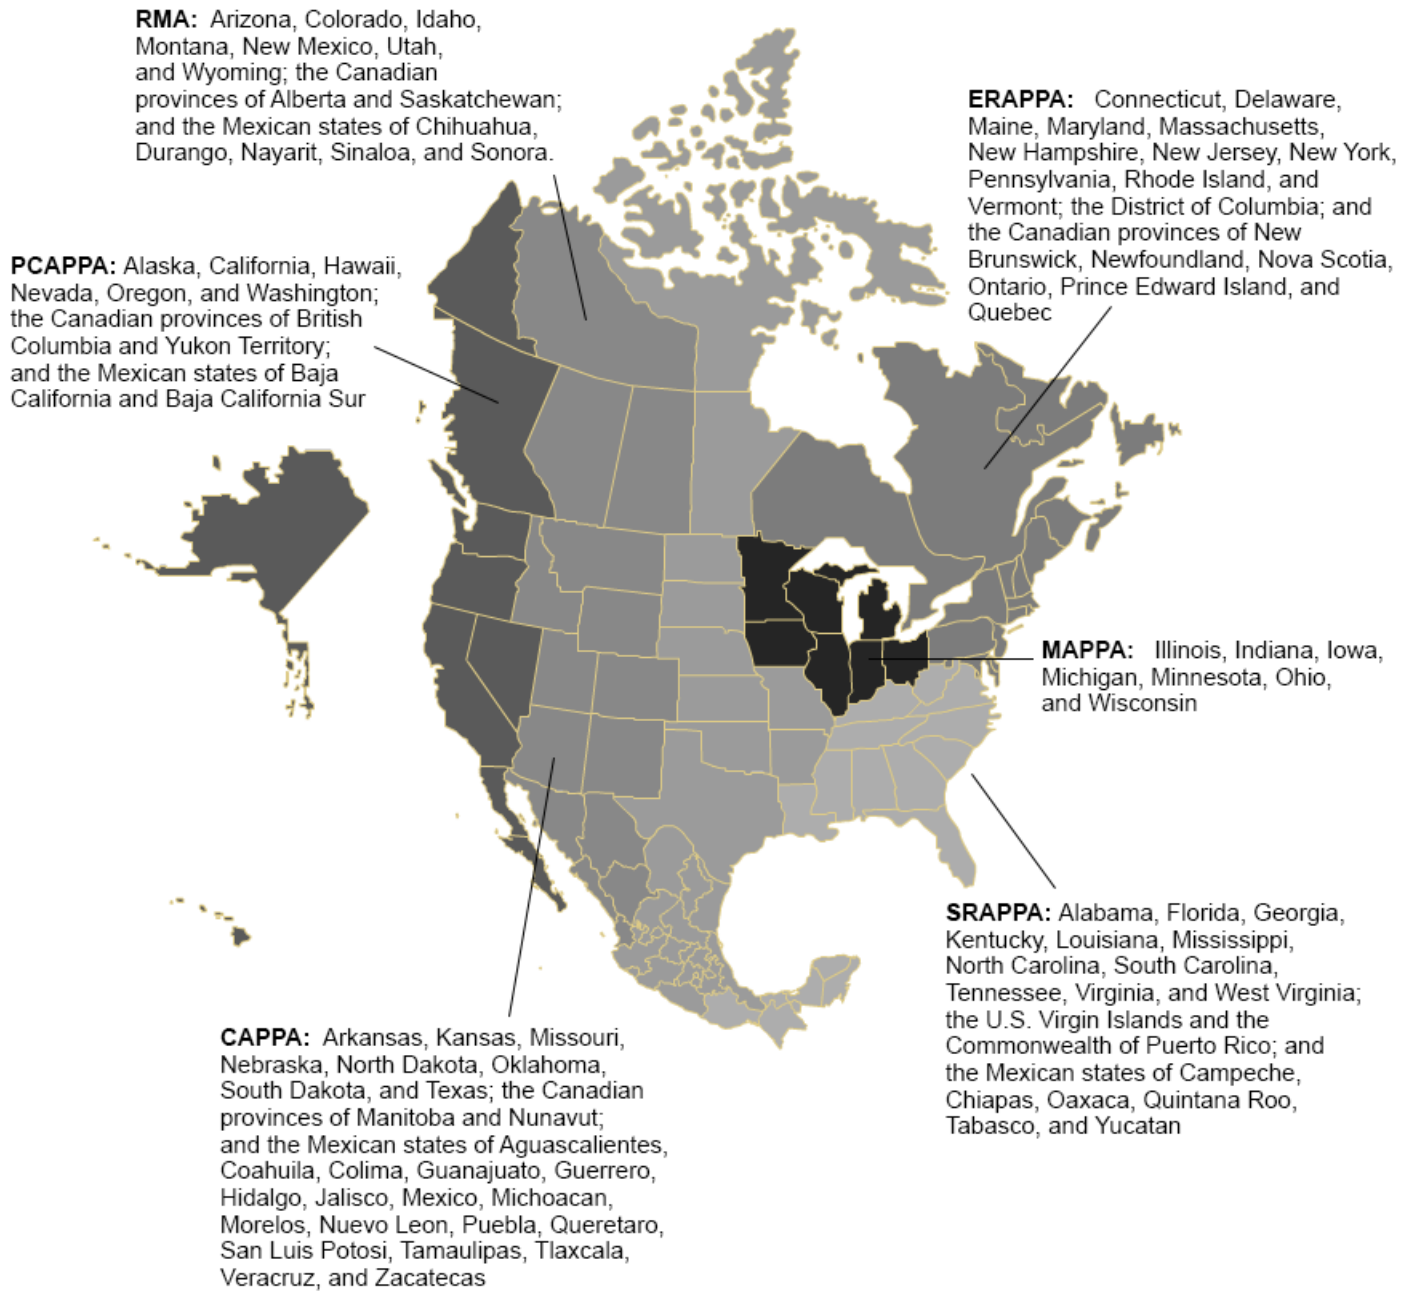 RMA: Arizona, Colorado, Idaho,
Montana, New Mexico, Utah,
and Wyoming; the Canadian
provinces of Alberta and Saskatchewan;
and the Mexican states of Chihuahua,
Durango, Nayarit, Sinaloa, and Sonora.
ERAPPA: Connecticut, Delaware,
Maine, Maryland, Massachusetts,
New Hampshire, New Jersey, New York,
Pennsylvania, Rhode Island, and
Vermont; the District of Columbia; and
the Canadian provinces of New
Brunswick, Newfoundland, Nova Scotia,
Ontario, Prince Edward Island, and
Quebec
PCAPPA: Alaska, California, Hawaii,
Nevada, Oregon, and Washington;
the Canadian provinces of British
Columbia and Yukon Territory;
and the Mexican states of Baja
California and Baja California Sur
MAPPA: Illinois, Indiana, Iowa,
Michigan, Minnesota, Ohio,
and Wisconsin
SRAPPA: Alabama, Florida, Georgia,
Kentucky, Louisiana, Mississippi,
North Carolina, South Carolina,
Tennessee, Virginia, and West Virginia;
the U.S. Virgin Islands and the
Commonwealth of Puerto Rico; and
the Mexican states of Campeche,
Chiapas, Oaxaca, Quintana Roo,
Tabasco, and Yucatan
CAPPA: Arkansas, Kansas, Missouri,
Nebraska, North Dakota, Oklahoma,
South Dakota, and Texas; the Canadian
provinces of Manitoba and Nunavut;
and the Mexican states of Aguascalientes,
Coahuila, Colima, Guanajuato, Guerrero,
Hidalgo, Jalisco, Mexico, Michoacan,
Morelos, Nuevo Leon, Puebla, Queretaro,
San Luis Potosi, Tamaulipas, Tlaxcala,
Veracruz, and Zacatecas